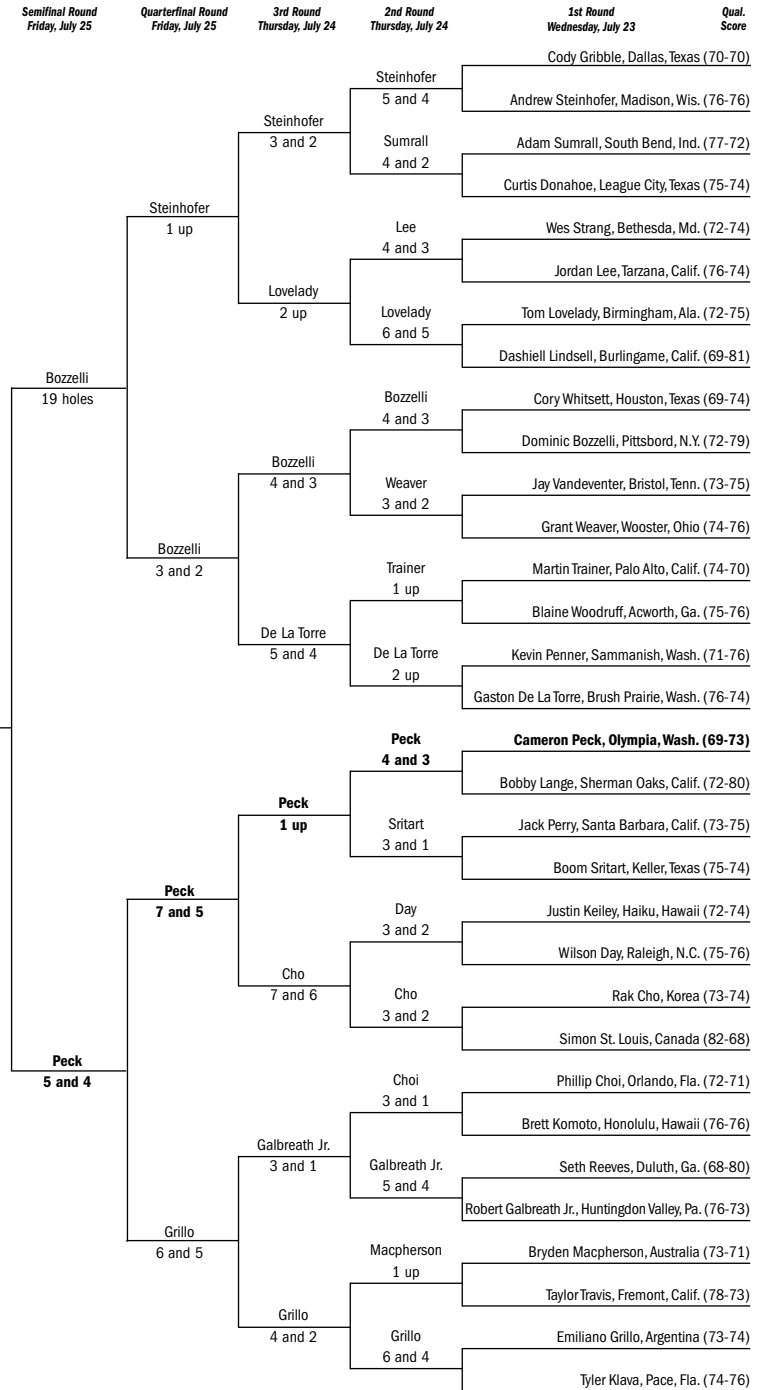 Semifinal Round Quarterfinal Round 3rd Round 2nd Round 1st Round Qual.
Friday, July 25 Friday, July 25 Thursday, July 24 Thursday, July 24 Wednesday, July 23 Score
Cody Gribble, Dallas, Texas (70-70)
Steinhofer
5 and 4
Andrew Steinhofer, Madison, Wis. (76-76)
Steinhofer
3 and 2
Adam Sumrall, South Bend, Ind. (77-72)
Sumrall
4 and 2
Curtis Donahoe, League City, Texas (75-74)
Steinhofer
1 up
Wes Strang, Bethesda, Md. (72-74)
Lee
4 and 3
Jordan Lee, Tarzana, Calif. (76-74)
Lovelady
2 up
Tom Lovelady, Birmingham, Ala. (72-75)
Lovelady
6 and 5
Dashiell Lindsell, Burlingame, Calif. (69-81)
Bozzelli
19 holes
Cory Whitsett, Houston, Texas (69-74)
Bozzelli
4 and 3
Dominic Bozzelli, Pittsbord, N.Y. (72-79)
Bozzelli
4 and 3
Jay Vandeventer, Bristol, Tenn. (73-75)
Weaver
3 and 2
Grant Weaver, Wooster, Ohio (74-76)
Bozzelli
3 and 2
Martin Trainer, Palo Alto, Calif. (74-70)
Trainer
1 up
Blaine Woodruff, Acworth, Ga. (75-76)
De La Torre
5 and 4
Kevin Penner, Sammanish, Wash. (71-76)
De La Torre
2 up
Gaston De La Torre, Brush Prairie, Wash. (76-74)
Cameron Peck, Olympia, Wash. (69-73)
Peck
4 and 3
Bobby Lange, Sherman Oaks, Calif. (72-80)
Peck
1 up
Jack Perry, Santa Barbara, Calif. (73-75)
Sritart
3 and 1
Boom Sritart, Keller, Texas (75-74)
Peck
7 and 5
Justin Keiley, Haiku, Hawaii (72-74)
Day
3 and 2
Wilson Day, Raleigh, N.C. (75-76)
Cho
7 and 6
Rak Cho, Korea (73-74)
Cho
3 and 2
Simon St. Louis, Canada (82-68)
Peck
5 and 4
Phillip Choi, Orlando, Fla. (72-71)
Choi
3 and 1
Brett Komoto, Honolulu, Hawaii (76-76)
Galbreath Jr.
3 and 1
Seth Reeves, Duluth, Ga. (68-80)
Galbreath Jr.
5 and 4
Robert Galbreath Jr., Huntingdon Valley, Pa. (76-73)
Grillo
6 and 5
Bryden Macpherson, Australia (73-71)
Macpherson
1 up
Taylor Travis, Fremont, Calif. (78-73)
Grillo
4 and 2
Emiliano Grillo, Argentina (73-74)
Grillo
6 and 4
Tyler Klava, Pace, Fla. (74-76)